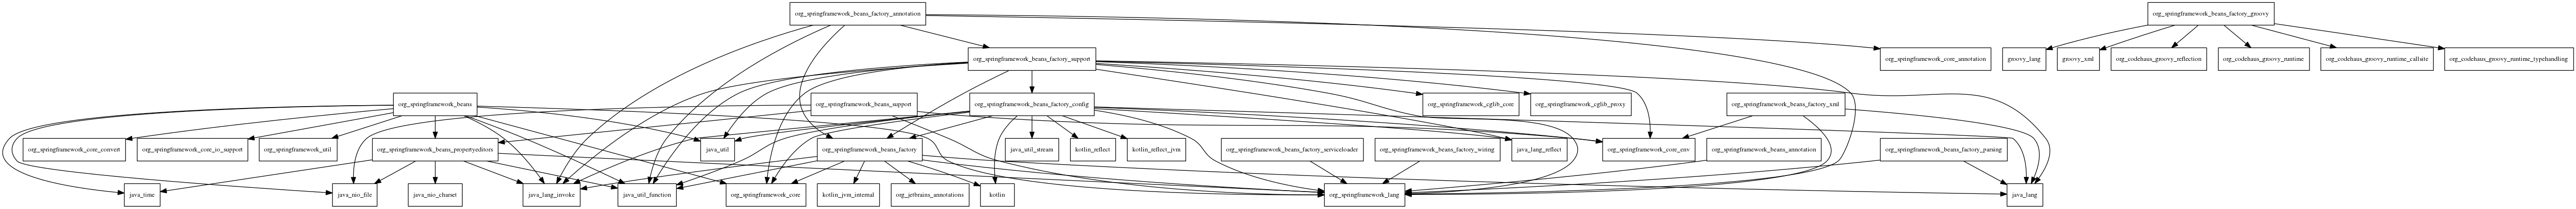 org_springframework_beans_factory_annotation
org_springframework_beans_factory_groovy
org_springframework_beans_factory_support
org_springframework_core_annotation
groovy_lang
groovy_xml
org_codehaus_groovy_reflection
org_codehaus_groovy_runtime
org_codehaus_groovy_runtime_callsite
org_codehaus_groovy_runtime_typehandling
org_springframework_beans
org_springframework_beans_support
org_springframework_beans_factory_config
org_springframework_cglib_core
org_springframework_cglib_proxy
org_springframework_beans_factory_xml
org_springframework_core_convert
org_springframework_core_io_support
org_springframework_util
org_springframework_beans_propertyeditors
java_util
org_springframework_beans_factory
java_util_stream
kotlin_reflect
kotlin_reflect_jvm
org_springframework_beans_factory_serviceloader
org_springframework_beans_factory_wiring
java_lang_reflect
org_springframework_core_env
org_springframework_beans_annotation
org_springframework_beans_factory_parsing
java_time
java_nio_file
java_nio_charset
java_lang_invoke
java_util_function
org_springframework_core
kotlin_jvm_internal
org_jetbrains_annotations
kotlin
org_springframework_lang
java_lang